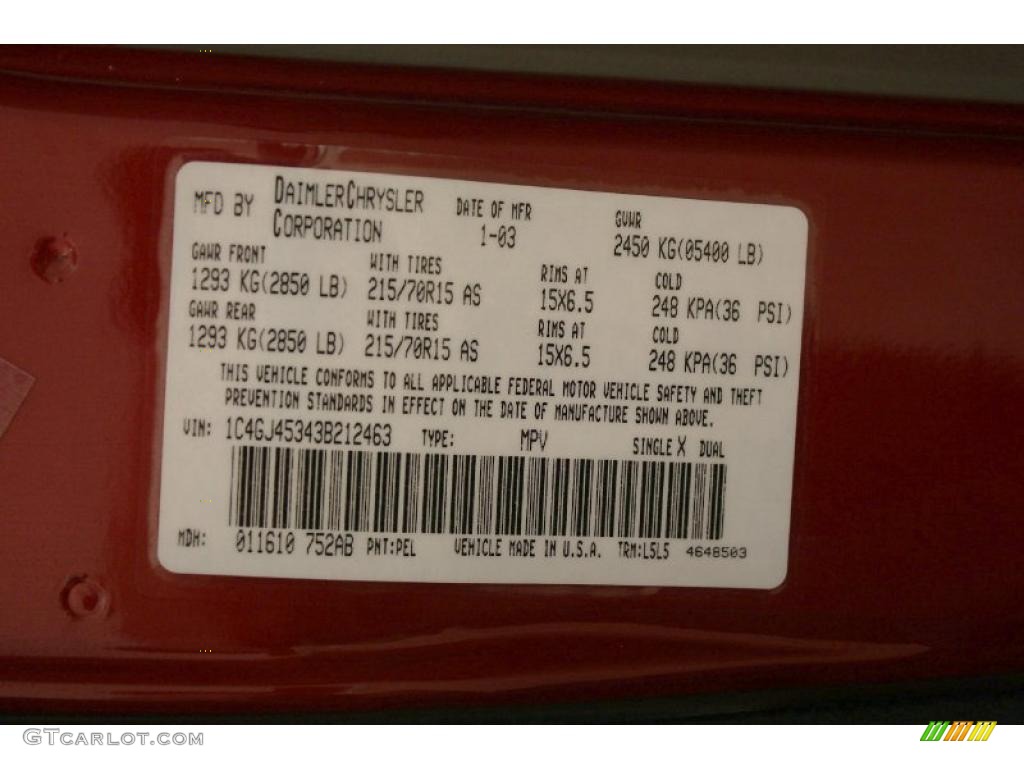 MFD BY DAIMLERCHRYSLER CORPORATION DATE OF MFR 1-03 GVWR 2450 KG(05400 LB)
GAWR FRONT WITH TIRES RIMS AT COLD
1293 KG(2850 LB) 215/70R15 AS 15X6.5 248 KPA(36 PSI)
GAWR REAR WITH TIRES RIMS AT COLD
1293 KG(2850 LB) 215/70R15 AS 15X6.5 248 KPA(36 PSI)
THIS VEHICLE CONFORMS TO ALL APPLICABLE FEDERAL MOTOR VEHICLE SAFETY AND THEFT
PREVENTION STANDARDS IN EFFECT ON THE DATE OF MANUFACTURE SHOWN ABOVE.
VIN: 1C4GJ45343B212463 TYPE: MPV SINGLE X DUAL
MDH: 011610 752AB PNT:PEL VEHICLE MADE IN U.S.A. TRM:L5L5 4648503
GTCARLOT.COM